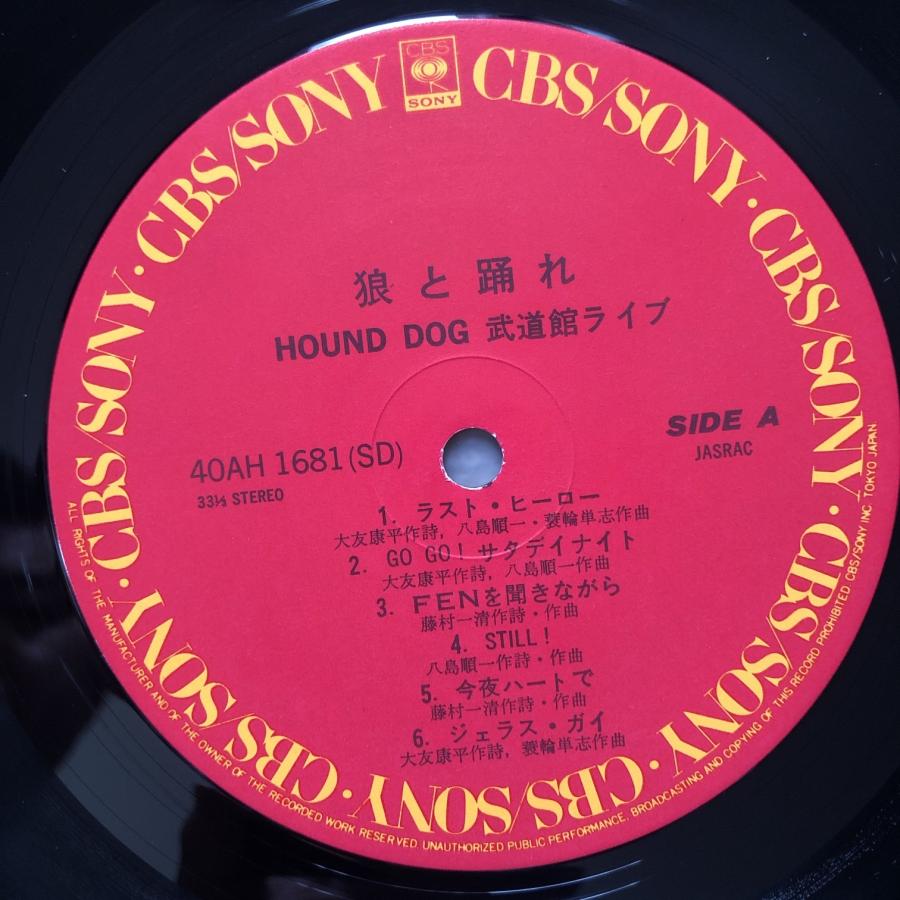 CBS
SONY
CBS/SONY · CBS/SONY · CBS/SONY · CBS/SONY · CBS/SONY · CBS/SONY · CBS/SONY · CBS/SONY
狼と踊れ
HOUND DOG 武道館ライブ
SIDE A
JASRAC
40AH 1681(SD)
33⅓ STEREO
1. ラスト・ヒーロー
大友康平作詩, 八島順一・蓑輪単志作曲
2. GO GO! サタデイナイト
大友康平作詩, 八島順一作曲
3. FENを聞きながら
藤村一清作詩・作曲
4. STILL!
八島順一作詩・作曲
5. 今夜ハートで
藤村一清作詩・作曲
6. ジェラス・ガイ
大友康平作詩, 蓑輪単志作曲
ALL RIGHTS OF THE MANUFACTURER AND OF THE OWNER OF THE RECORDED WORK RESERVED. UNAUTHORIZED PUBLIC PERFORMANCE, BROADCASTING AND COPYING OF THIS RECORD PROHIBITED. CBS/SONY INC. TOKYO JAPAN